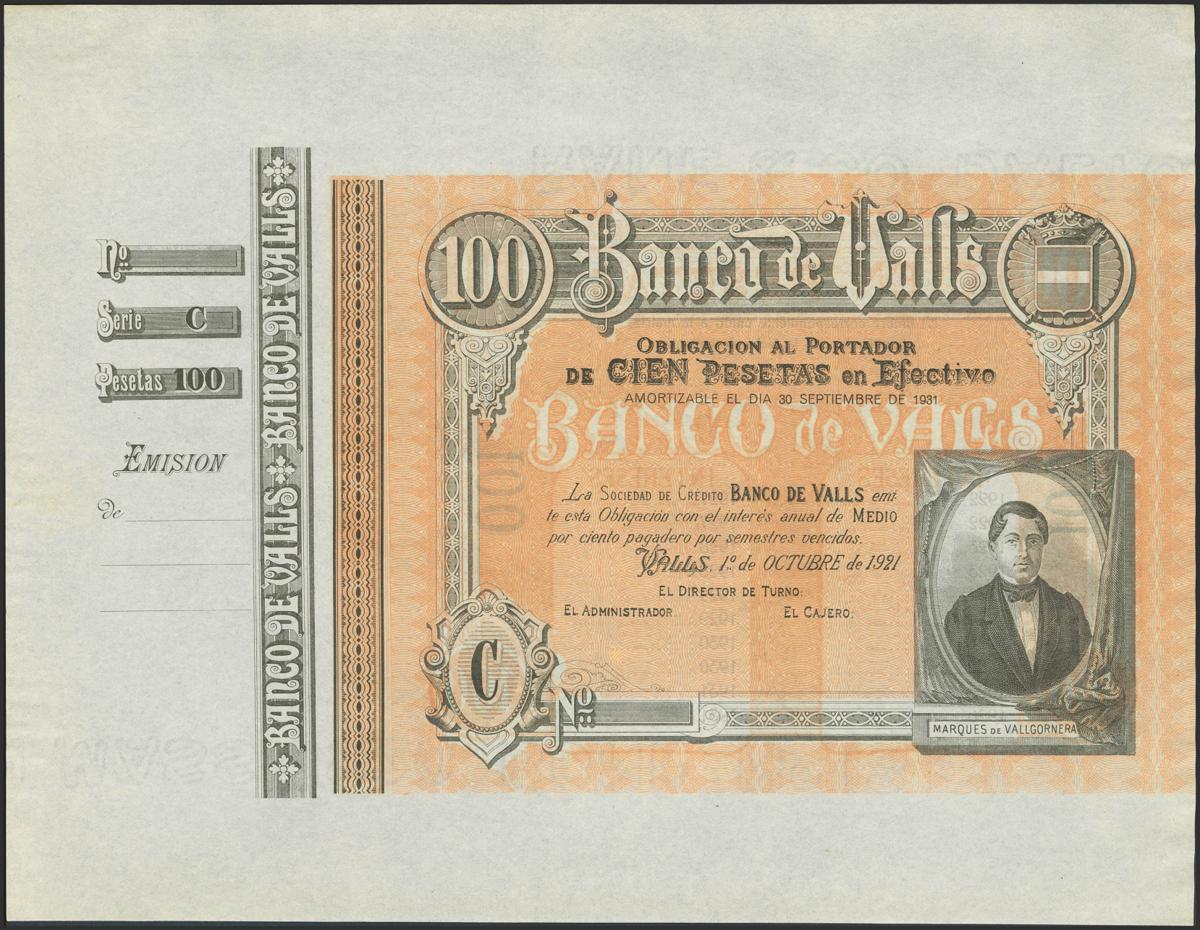 Nº
Serie C
Pesetas 100
EMISION
de
BANCO DE VALLS BANCO DE VALLS
100 Banco de Valls
OBLIGACION AL PORTADOR
DE CIEN PESETAS en Efectivo
AMORTIZABLE EL DIA 30 SEPTIEMBRE DE 1931
BANCO de VALLS
La SOCIEDAD DE CRÉDITO BANCO DE VALLS emi-
te esta Obligación con el interés anual de MEDIO
por ciento pagadero por semestres vencidos.
VALLS, 1º de OCTUBRE de 1921
EL DIRECTOR DE TURNO:
EL ADMINISTRADOR EL CAJERO:
C
Nº
MARQUES DE VALLGORNERA